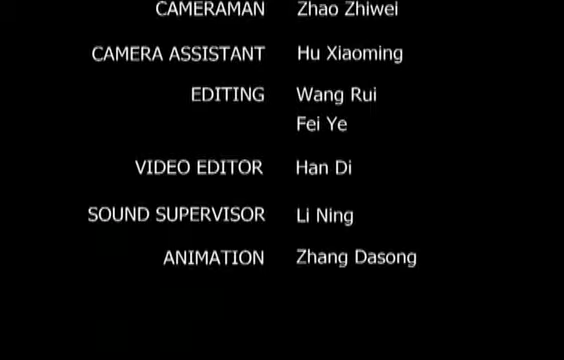 CAMERAMAN Zhao Zhiwei
CAMERA ASSISTANT Hu Xiaoming
EDITING Wang Rui
Fei Ye
VIDEO EDITOR Han Di
SOUND SUPERVISOR Li Ning
ANIMATION Zhang Dasong